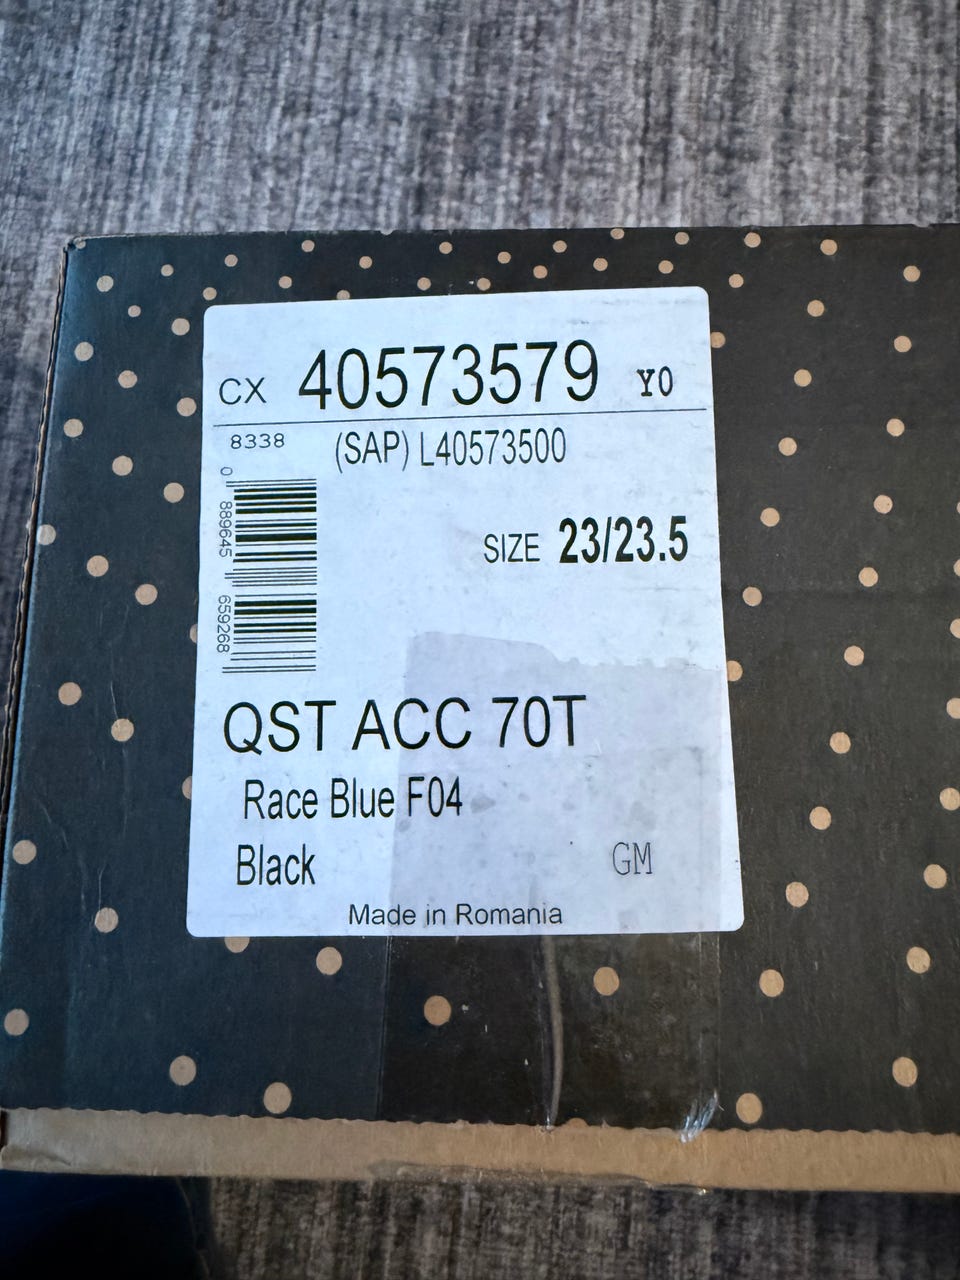 CX 40573579 Y0
8338 (SAP) L40573500
0 889645 659268
SIZE 23/23.5
QST ACC 70T
Race Blue F04
Black GM
Made in Romania